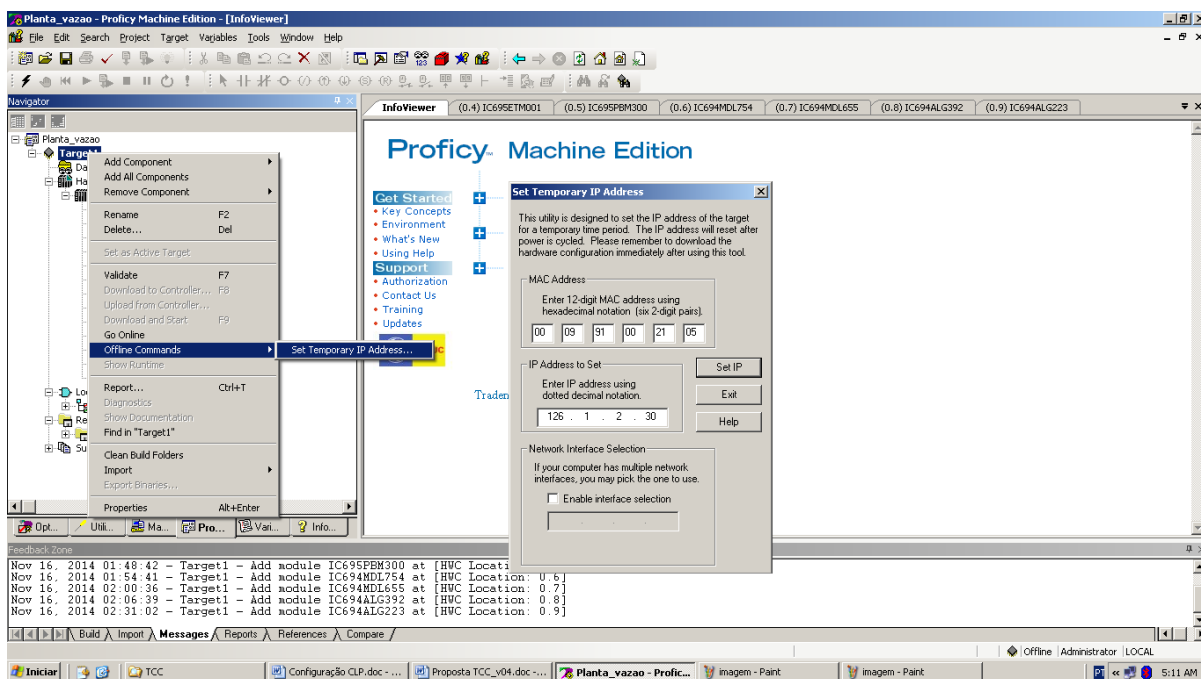 Planta_vazao - Proficy Machine Edition - [InfoViewer]
File Edit Search Project Target Variables Tools Window Help
Navigator
InfoViewer (0.4) IC695ETM001 (0.5) IC695PBM300 (0.6) IC694MDL754 (0.7) IC694MDL655 (0.8) IC694ALG392 (0.9) IC694ALG223
Planta_vazao
Target1
Da
Ha
Lo
Re
Su
Add Component
Add All Components
Remove Component
Rename F2
Delete... Del
Set as Active Target
Validate F7
Download to Controller... F8
Upload from Controller...
Download and Start F9
Go Online
Offline Commands
Set Temporary IP Address...
Show Runtime
Report... Ctrl+T
Diagnostics
Show Documentation
Find in "Target1"
Clean Build Folders
Import
Export Binaries...
Properties Alt+Enter
Proficy™ Machine Edition
Get Started
• Key Concepts
• Environment
• What's New
• Using Help
Support
• Authorization
• Contact Us
• Training
• Updates
Traden
Set Temporary IP Address
This utility is designed to set the IP address of the target
for a temporary time period. The IP address will reset after
power is cycled. Please remember to download the
hardware configuration immediately after using this tool.
MAC Address
Enter 12-digit MAC address using
hexadecimal notation (six 2-digit pairs).
00 09 91 00 21 05
IP Address to Set
Enter IP address using
dotted decimal notation.
126 . 1 . 2 . 30
Set IP
Exit
Help
Network Interface Selection
If your computer has multiple network
interfaces, you may pick the one to use.
Enable interface selection
Opt... Utili... Ma... Pro... Vari... Info...
Feedback Zone
Nov 16, 2014 01:48:42 - Target1 - Add module IC695PBM300 at [HWC Locati
Nov 16, 2014 01:54:41 - Target1 - Add module IC694MDL754 at [HWC Location: 0.6]
Nov 16, 2014 02:00:36 - Target1 - Add module IC694MDL655 at [HWC Location: 0.7]
Nov 16, 2014 02:06:39 - Target1 - Add module IC694ALG392 at [HWC Location: 0.8]
Nov 16, 2014 02:31:02 - Target1 - Add module IC694ALG223 at [HWC Location: 0.9]
Build Import Messages Reports References Compare
Offline Administrator LOCAL
Iniciar TCC Configuração CLP.doc - ... Proposta TCC_v04.doc -... Planta_vazao - Profic... imagem - Paint imagem - Paint PT « 5:11 AM